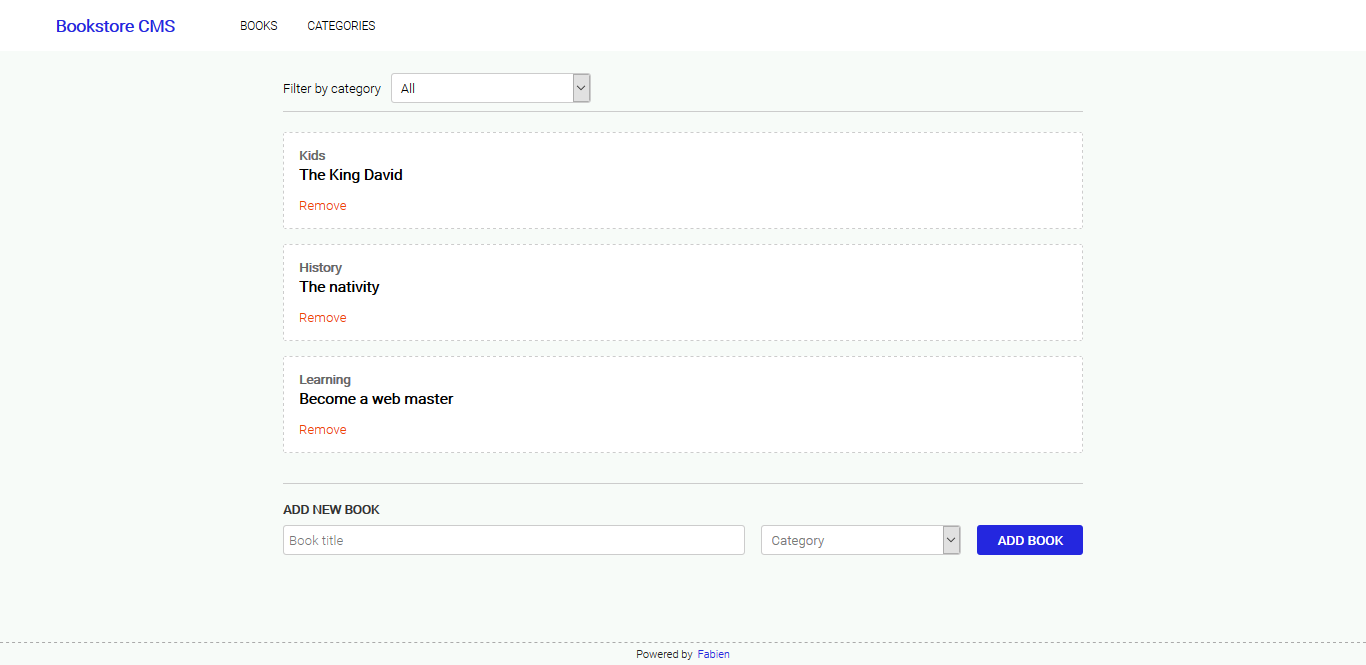 Bookstore CMS BOOKS CATEGORIES
Filter by category All
Kids
The King David
Remove
History
The nativity
Remove
Learning
Become a web master
Remove
ADD NEW BOOK
Book title Category ADD BOOK
Powered by Fabien